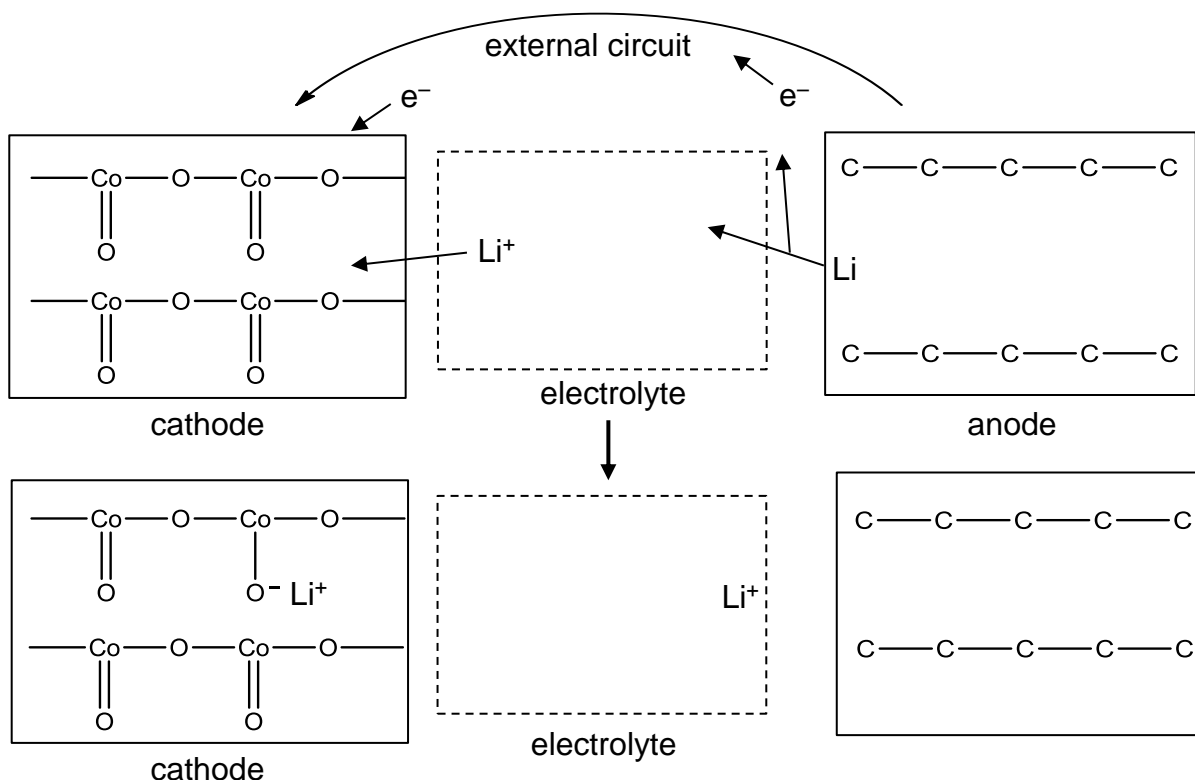 external circuit
e⁻ e⁻
Co O Co O C C C C C
O O
Li⁺ Li
Co O Co O
O O C C C C C
electrolyte
cathode anode
Co O Co O C C C C C
O O⁻ Li⁺ Li⁺
Co O Co O C C C C C
O O
electrolyte
cathode